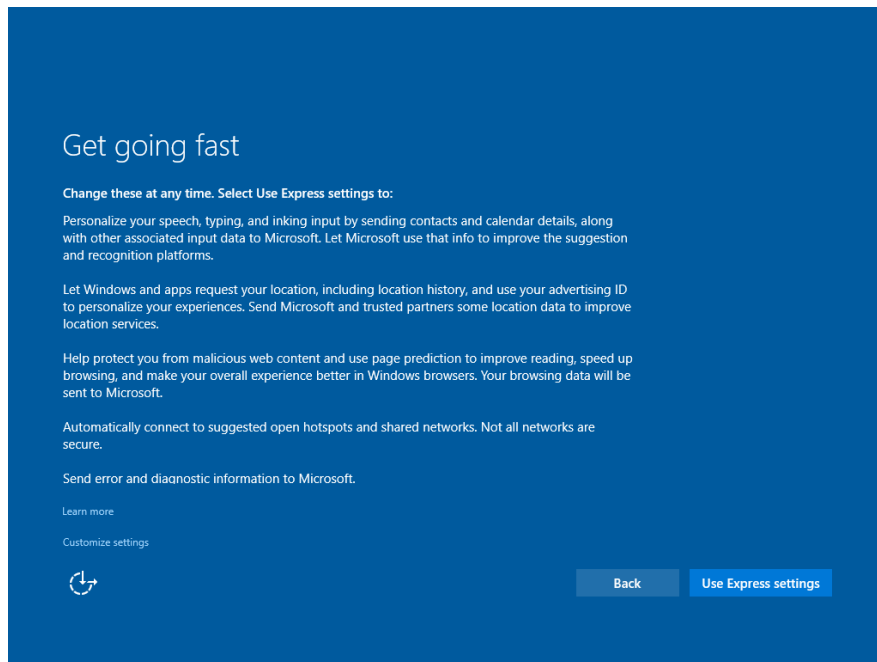 Get going fast
Change these at any time. Select Use Express settings to:
Personalize your speech, typing, and inking input by sending contacts and calendar details, along
with other associated input data to Microsoft. Let Microsoft use that info to improve the suggestion
and recognition platforms.
Let Windows and apps request your location, including location history, and use your advertising ID
to personalize your experiences. Send Microsoft and trusted partners some location data to improve
location services.
Help protect you from malicious web content and use page prediction to improve reading, speed up
browsing, and make your overall experience better in Windows browsers. Your browsing data will be
sent to Microsoft.
Automatically connect to suggested open hotspots and shared networks. Not all networks are
secure.
Send error and diagnostic information to Microsoft.
Learn more
Customize settings
Back
Use Express settings